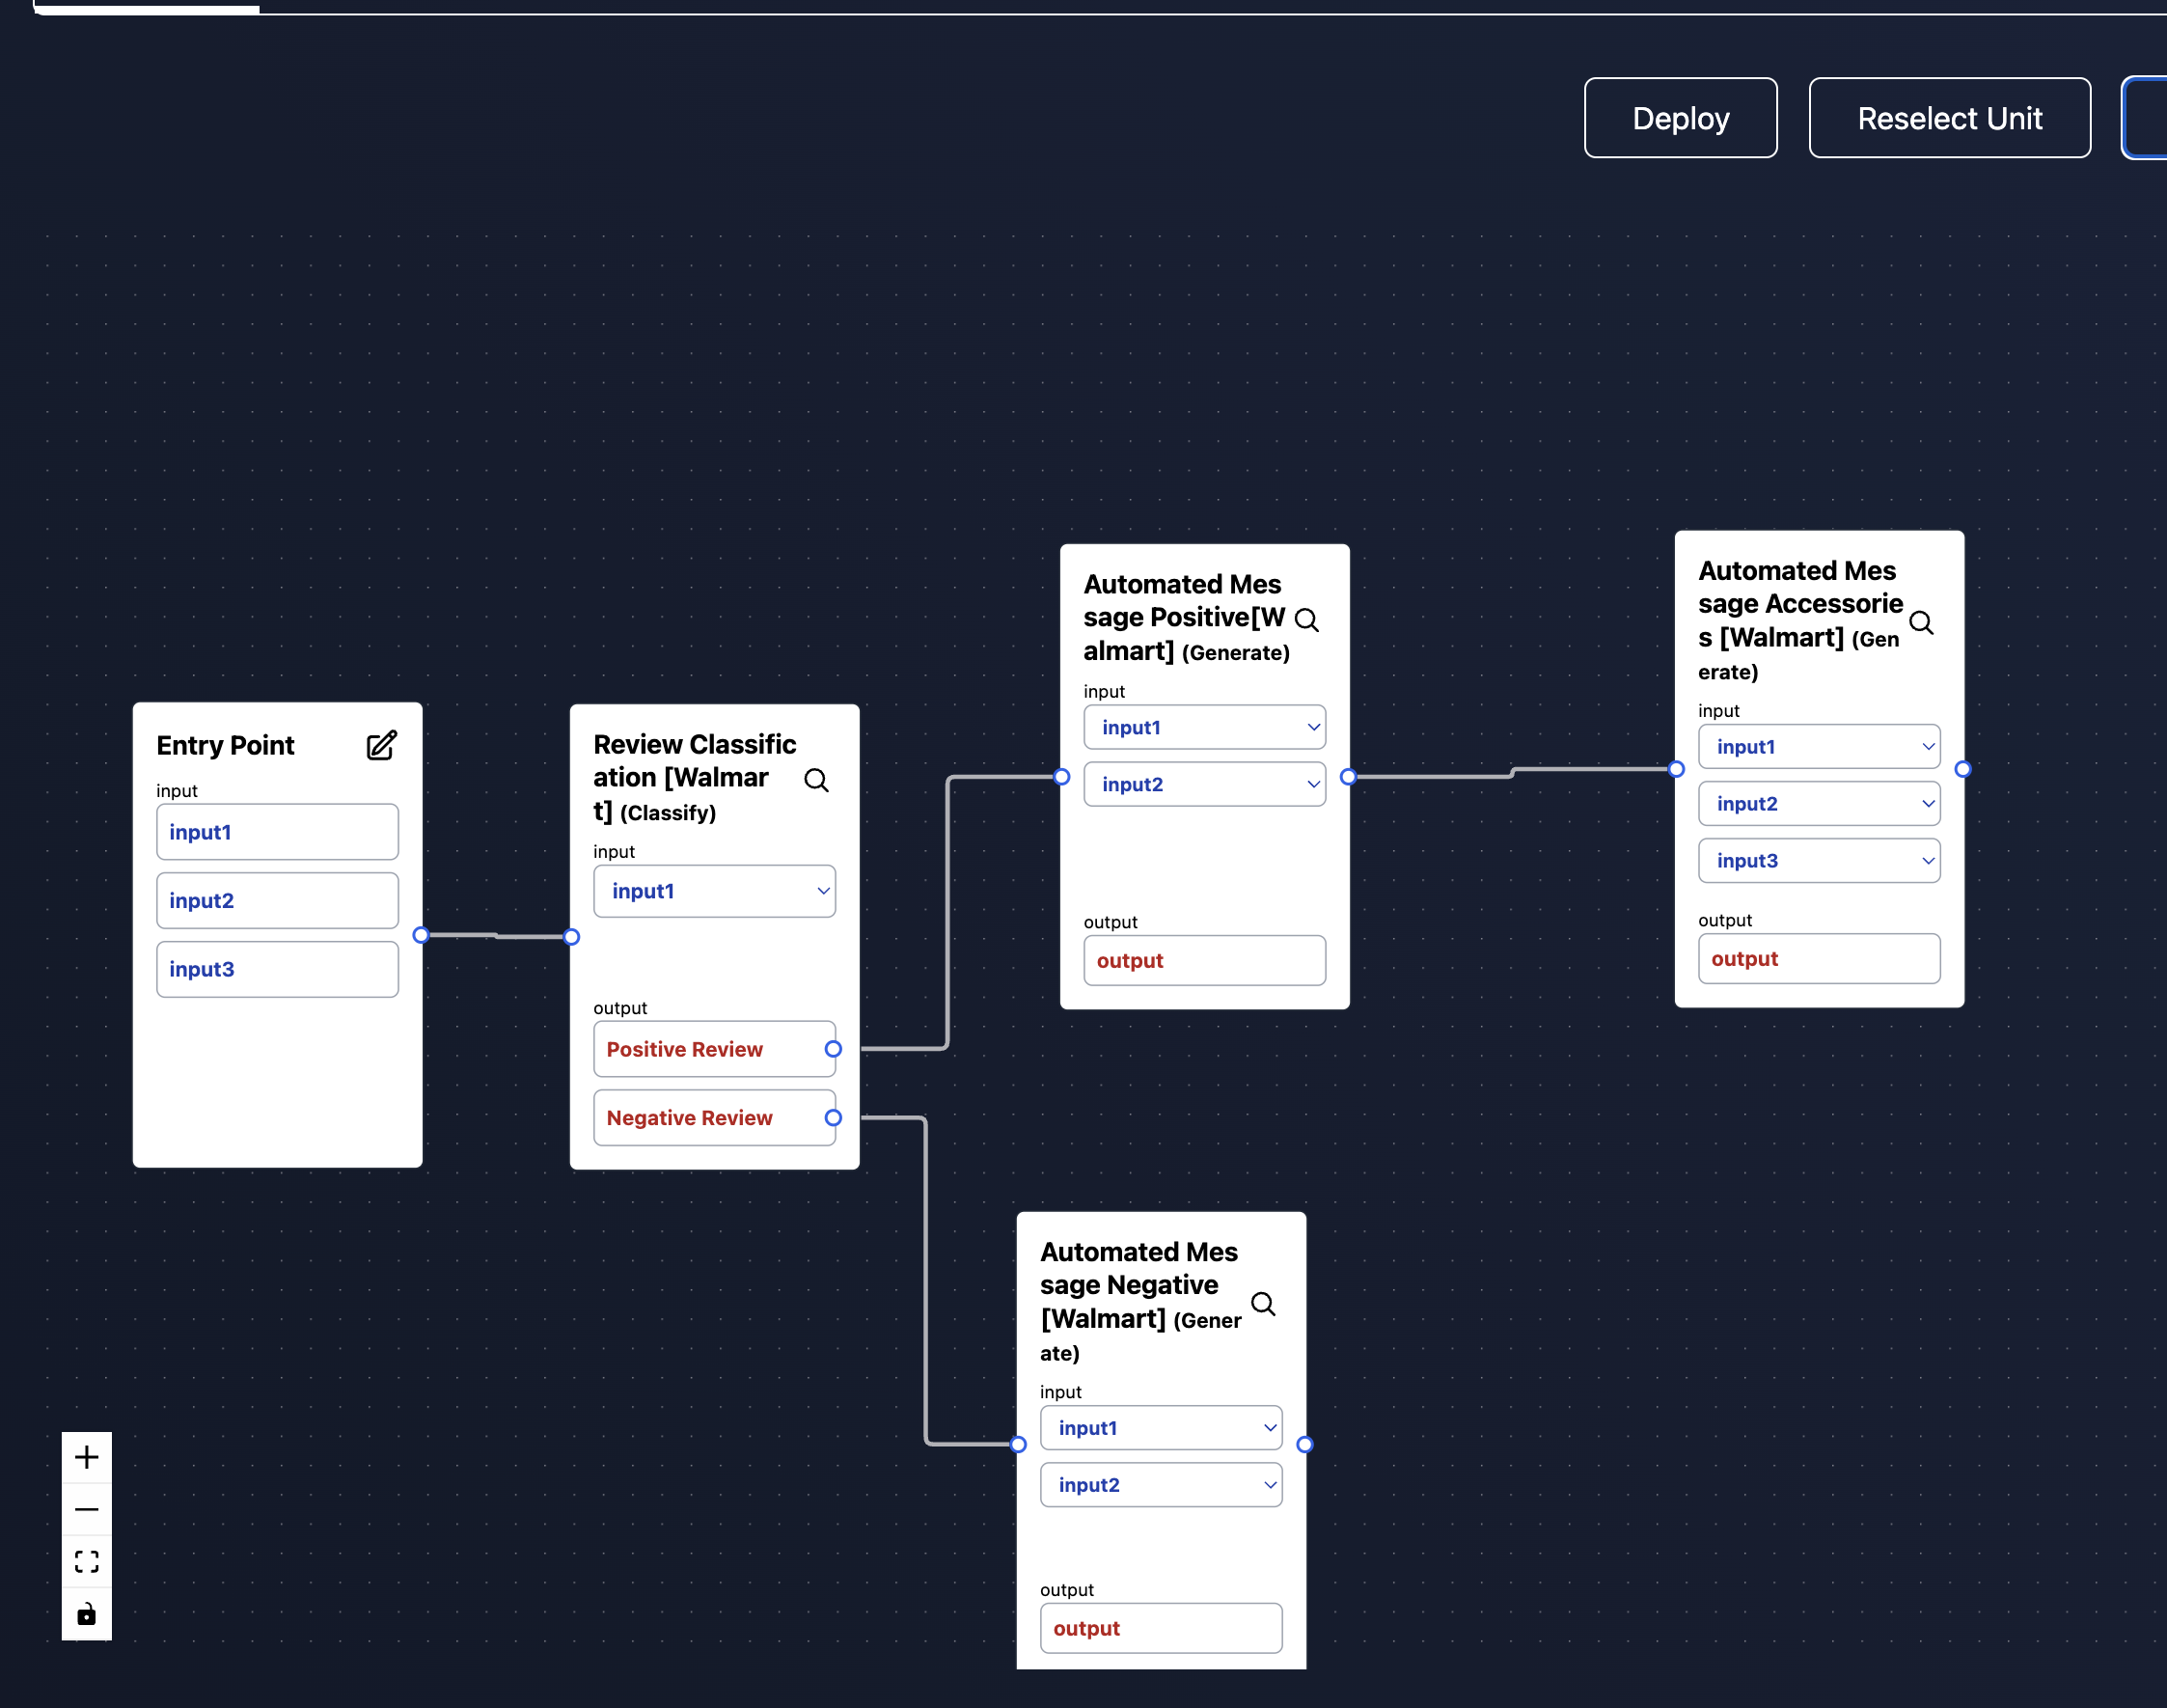 Deploy
Reselect Unit
Entry Point
input
input1
input2
input3
Review Classific
ation [Walmar
t] (Classify)
input
input1
output
Positive Review
Negative Review
Automated Mes
sage Positive[W
almart] (Generate)
input
input1
input2
output
output
Automated Mes
sage Accessorie
s [Walmart] (Gen
erate)
input
input1
input2
input3
output
output
Automated Mes
sage Negative
[Walmart] (Gener
ate)
input
input1
input2
output
output